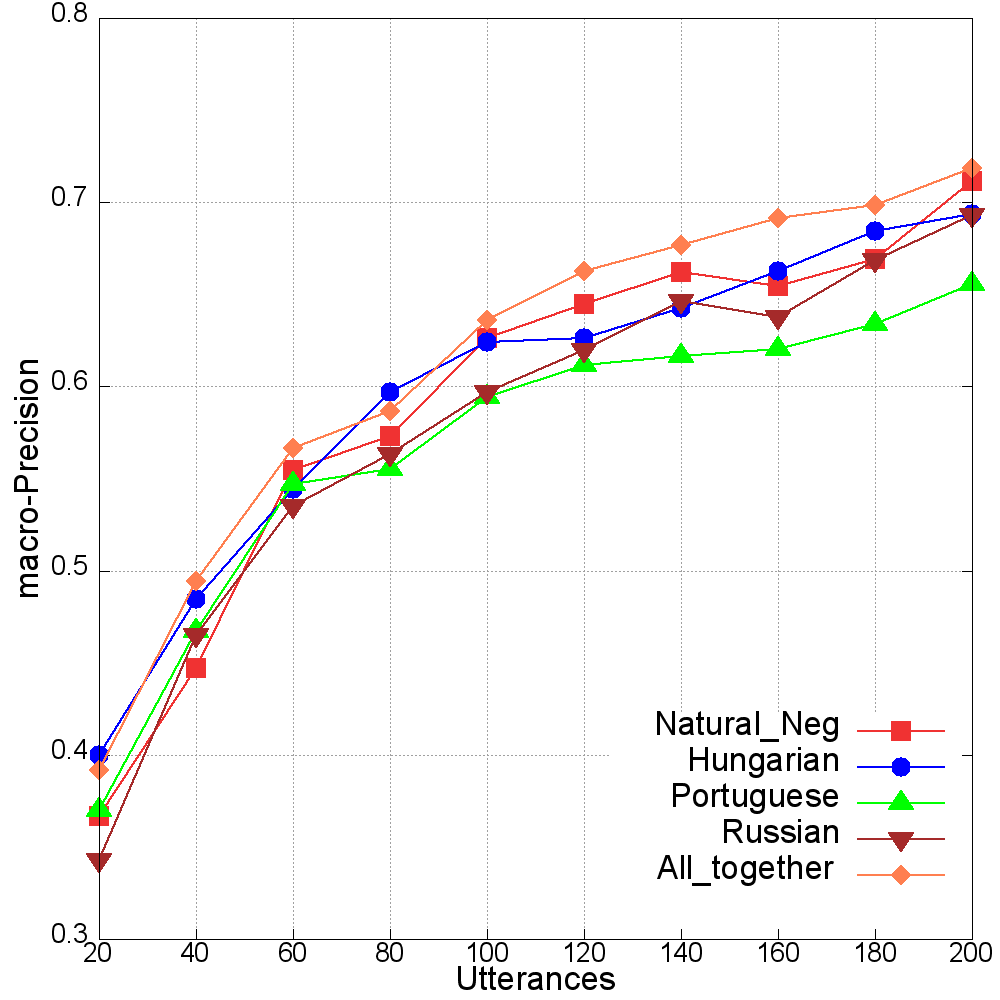 0.8
0.7
0.6
0.5
0.4
0.3
macro-Precision
Natural_Neg
Hungarian
Portuguese
Russian
All_together
20 40 60 80 100 120 140 160 180 200
Utterances